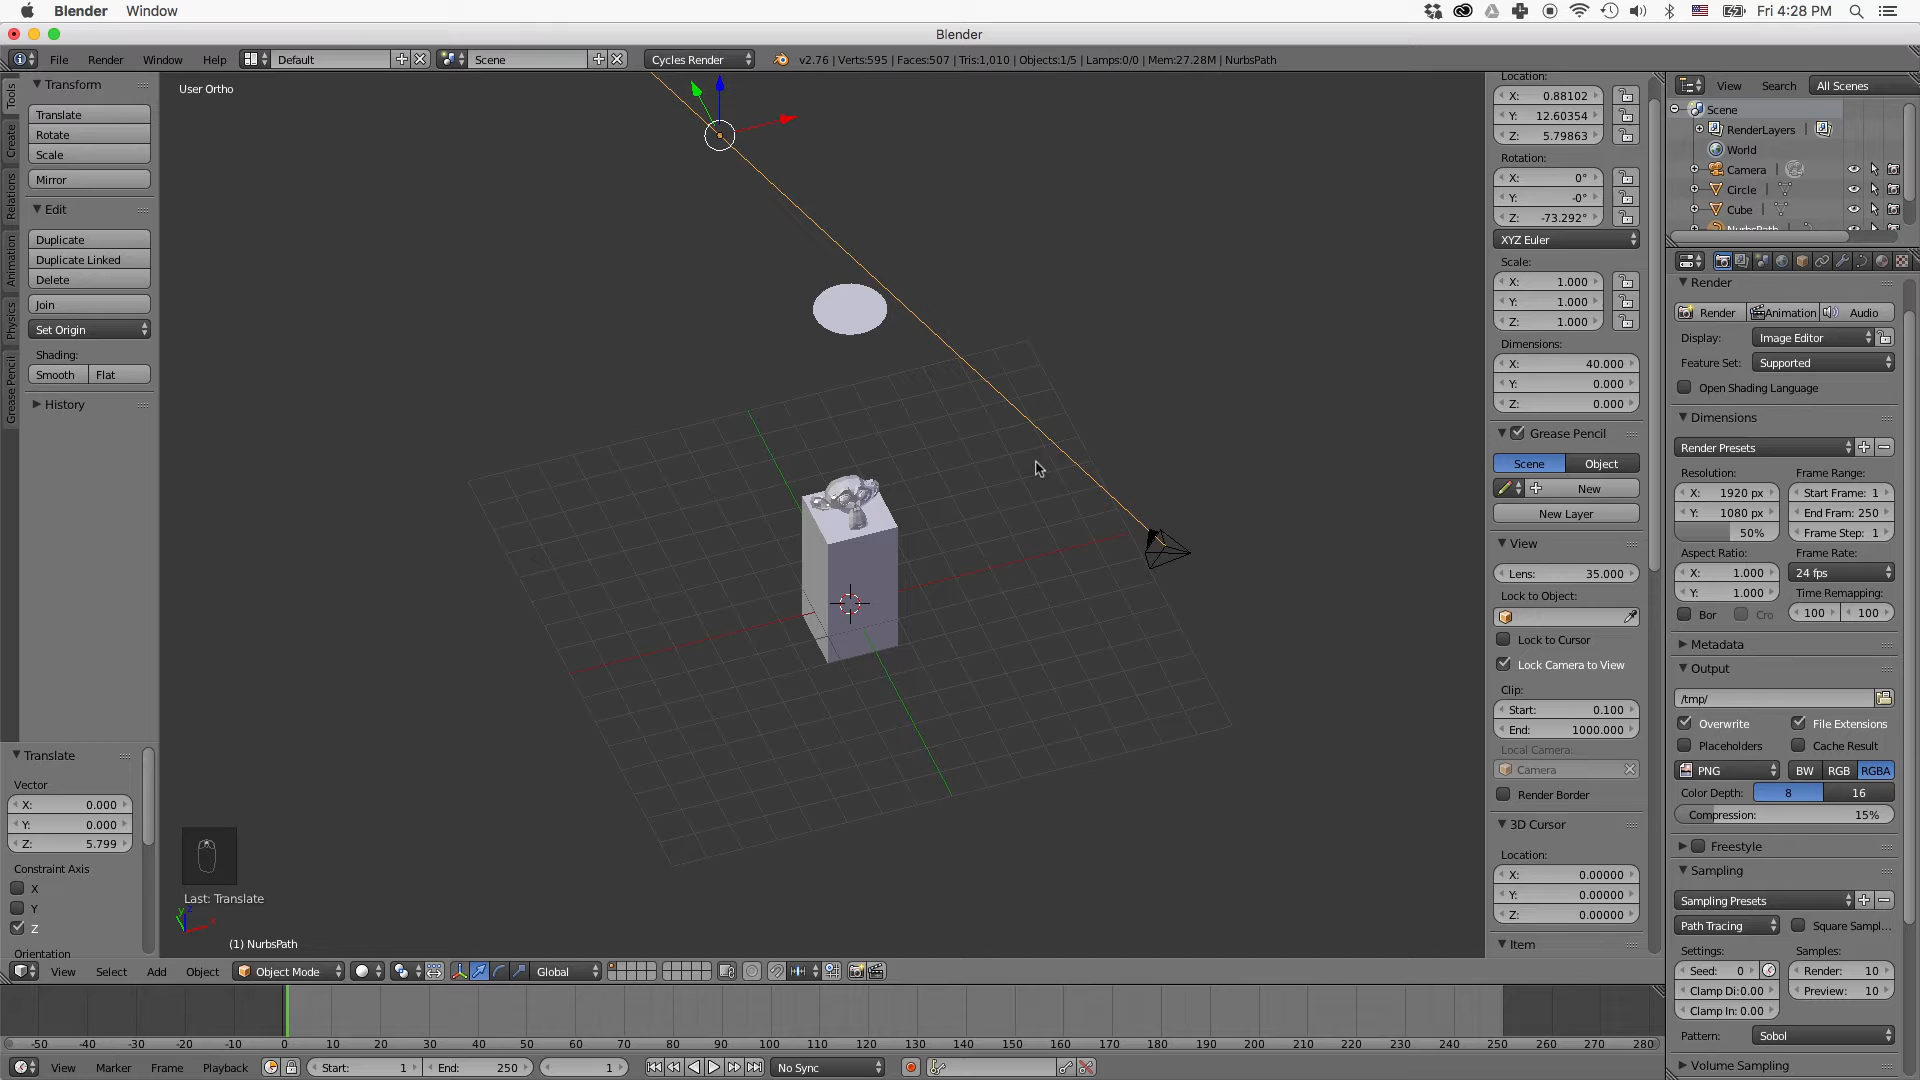 Blender Window Fri 4:28 PM
Blender
File Render Window Help Default Scene Cycles Render v2.76 | Verts:595 | Faces:507 | Tris:1,010 | Objects:1/5 | Lamps:0/0 | Mem:27.28M | NurbsPath
Tools
Create
Relations
Animation
Physics
Grease Pencil
Transform
Translate
Rotate
Scale
Mirror
Edit
Duplicate
Duplicate Linked
Delete
Join
Set Origin
Shading:
Smooth Flat
History
Translate
Vector
X: 0.000
Y: 0.000
Z: 5.799
Constraint Axis
X
Y
Z
Orientation
User Ortho
Last: Translate
(1) NurbsPath
Location:
X: 0.88102
Y: 12.60354
Z: 5.79863
Rotation:
X: 0°
Y: -0°
Z: -73.292°
XYZ Euler
Scale:
X: 1.000
Y: 1.000
Z: 1.000
Dimensions:
X: 40.000
Y: 0.000
Z: 0.000
Grease Pencil
Scene Object
New
New Layer
View
Lens: 35.000
Lock to Object:
Lock to Cursor
Lock Camera to View
Clip:
Start: 0.100
End: 1000.000
Local Camera:
Camera
Render Border
3D Cursor
Location:
X: 0.00000
Y: 0.00000
Z: 0.00000
Item
View Search All Scenes
Scene
RenderLayers
World
Camera
Circle
Cube
NurbsPath
Render
Render Animation Audio
Display: Image Editor
Feature Set: Supported
Open Shading Language
Dimensions
Render Presets
Resolution: Frame Range:
X: 1920 px Start Frame: 1
Y: 1080 px End Fram: 250
50% Frame Step: 1
Aspect Ratio: Frame Rate:
X: 1.000 24 fps
Y: 1.000 Time Remapping:
Bor Cro 100 100
Metadata
Output
/tmp/
Overwrite File Extensions
Placeholders Cache Result
PNG BW RGB RGBA
Color Depth: 8 16
Compression: 15%
Freestyle
Sampling
Sampling Presets
Path Tracing Square Sampl...
Settings: Samples:
Seed: 0 Render: 10
Clamp Di:0.00 Preview: 10
Clamp In: 0.00
Pattern: Sobol
Volume Sampling
View Select Add Object Object Mode Global
-50 -40 -30 -20 -10 0 10 20 30 40 50 60 70 80 90 100 110 120 130 140 150 160 170 180 190 200 210 220 230 240 250 260 270 280
View Marker Frame Playback Start: 1 End: 250 1 No Sync